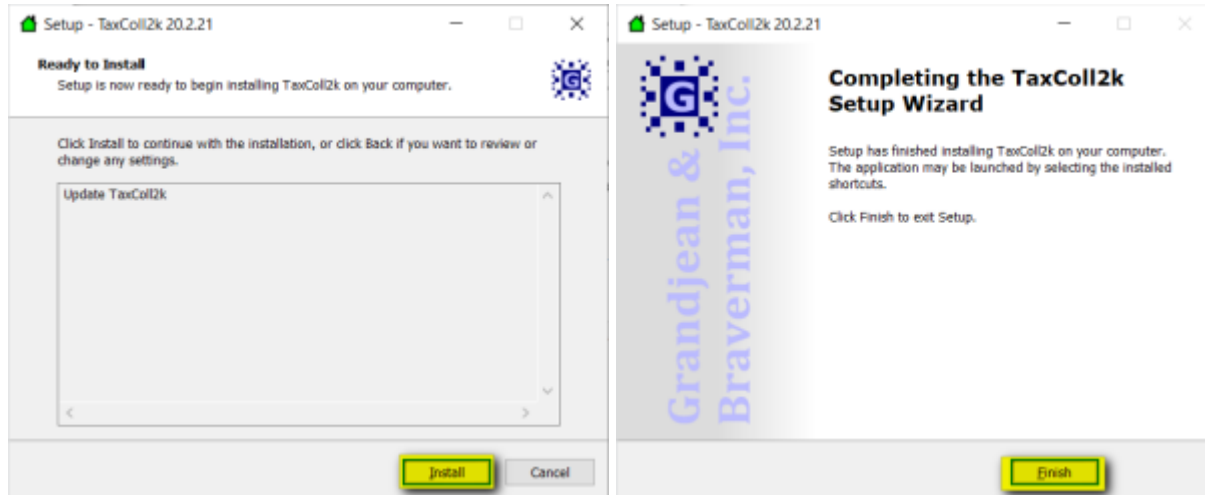 Setup - TaxColl2k 20.2.21
Ready to Install
Setup is now ready to begin installing TaxColl2k on your computer.
G
Click Install to continue with the installation, or click Back if you want to review or
change any settings.
Update TaxColl2k
Install
Cancel
Setup - TaxColl2k 20.2.21
G
Grandjean &
Braverman, Inc.
Completing the TaxColl2k
Setup Wizard
Setup has finished installing TaxColl2k on your computer.
The application may be launched by selecting the installed
shortcuts.
Click Finish to exit Setup.
Finish